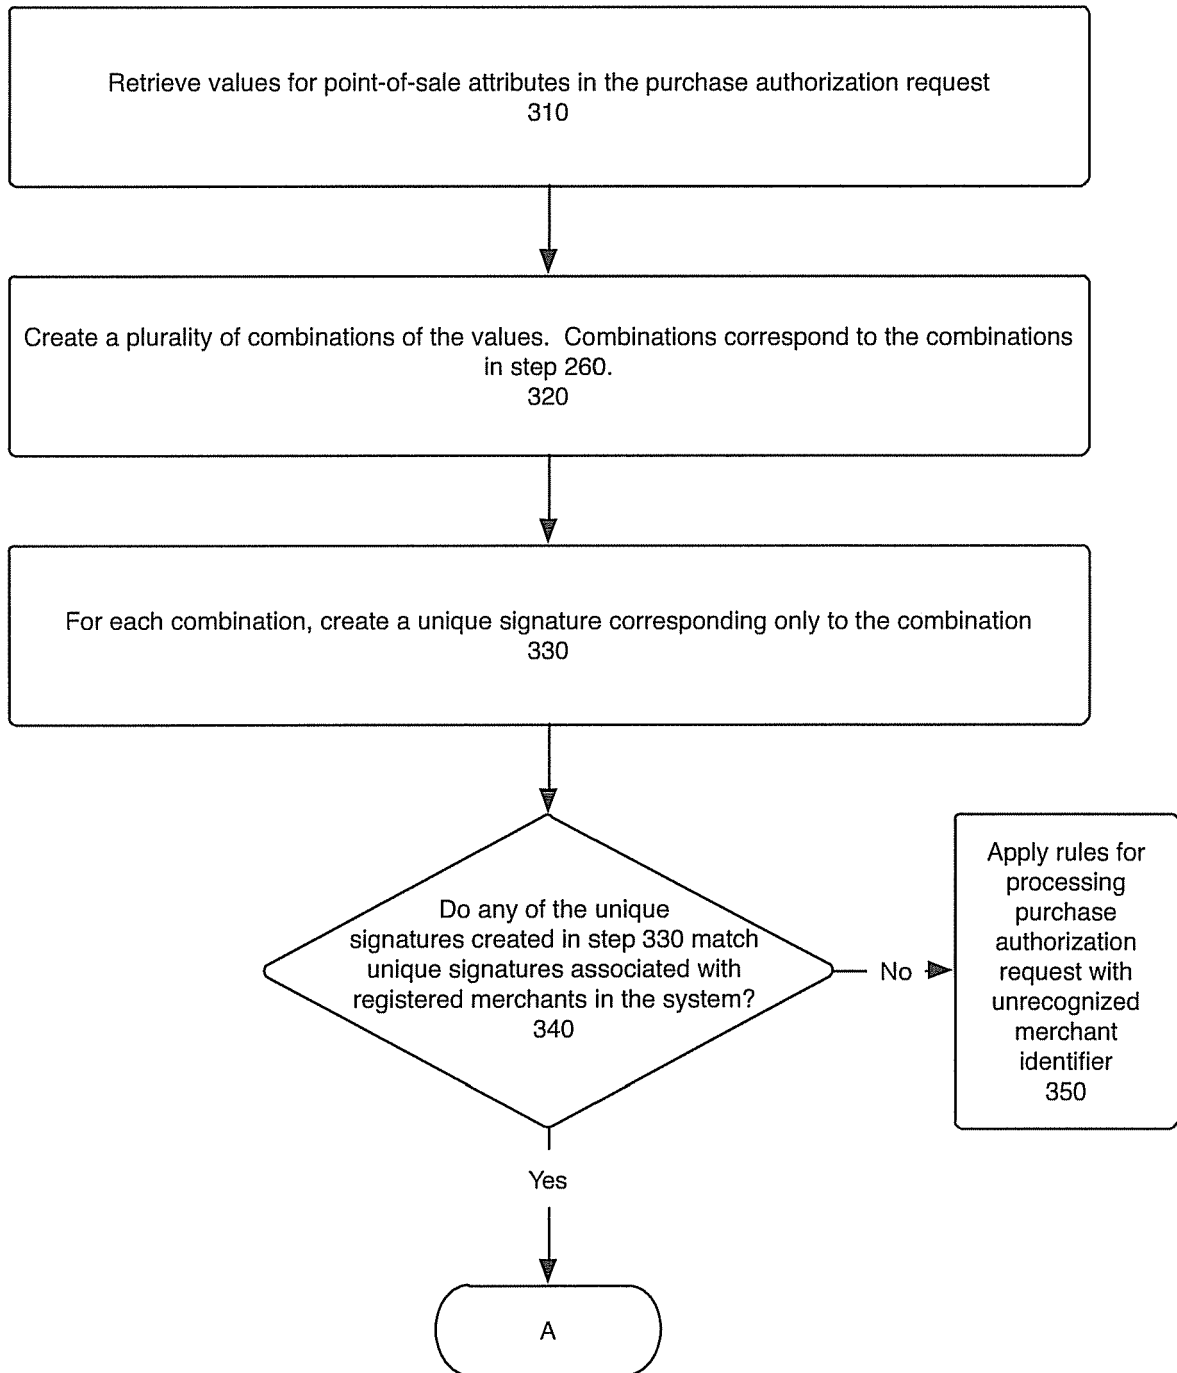 Retrieve values for point-of-sale attributes in the purchase authorization request
310
Create a plurality of combinations of the values.  Combinations correspond to the combinations
in step 260.
320
For each combination, create a unique signature corresponding only to the combination
330
Do any of the unique
signatures created in step 330 match
unique signatures associated with
registered merchants in the system?
340
No
Apply rules for
processing
purchase
authorization
request with
unrecognized
merchant
identifier
350
Yes
A